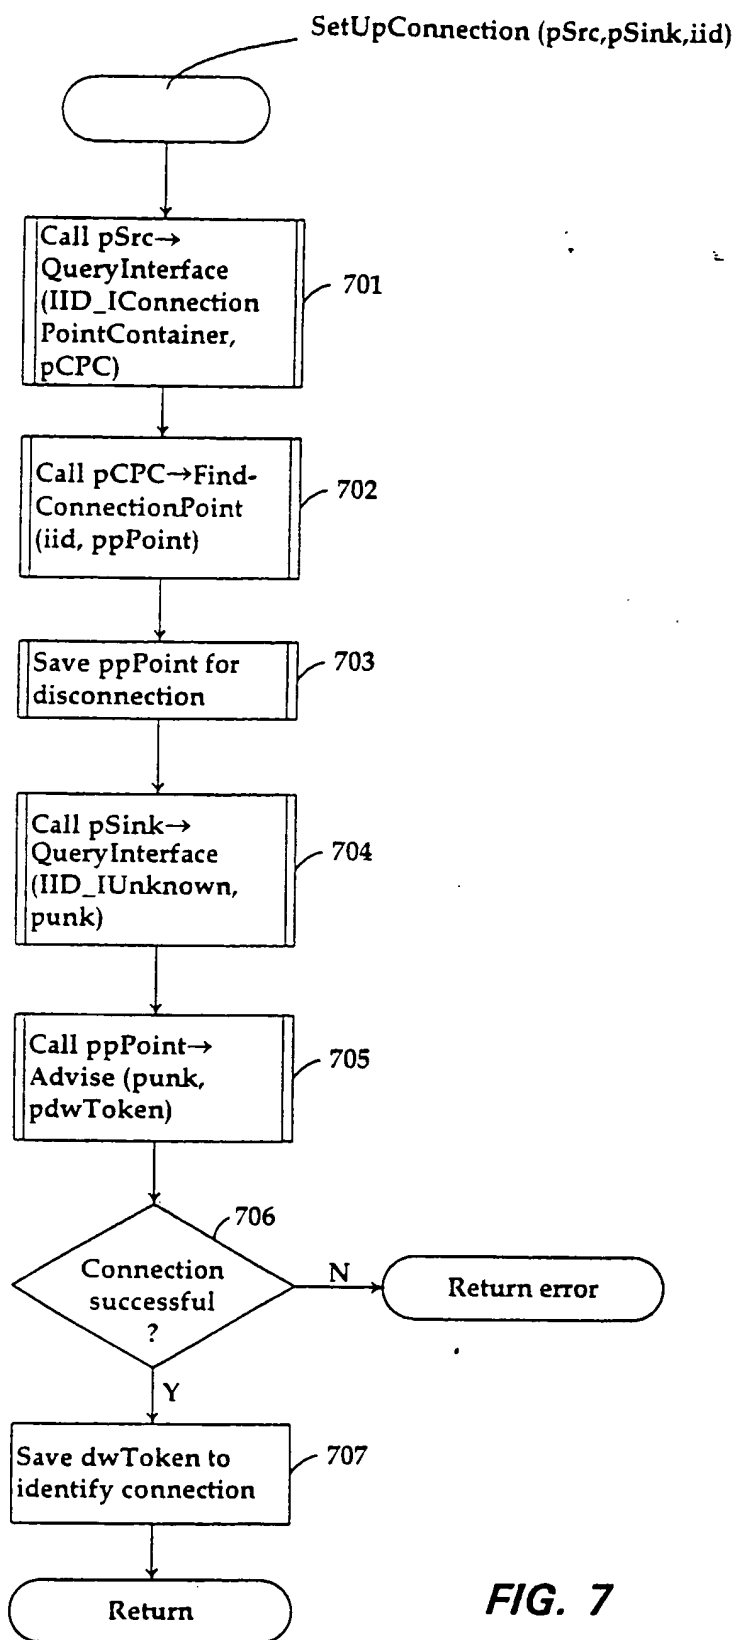 SetUpConnection (pSrc,pSink,iid)
Call pSrc→
QueryInterface
(IID_IConnection
PointContainer,
pCPC)
701
Call pCPC→Find-
ConnectionPoint
(iid, ppPoint)
702
Save ppPoint for
disconnection
703
Call pSink→
QueryInterface
(IID_IUnknown,
punk)
704
Call ppPoint→
Advise (punk,
pdwToken)
705
706
Connection
successful
?
N
Return error
Y
Save dwToken to
identify connection
707
Return
FIG. 7